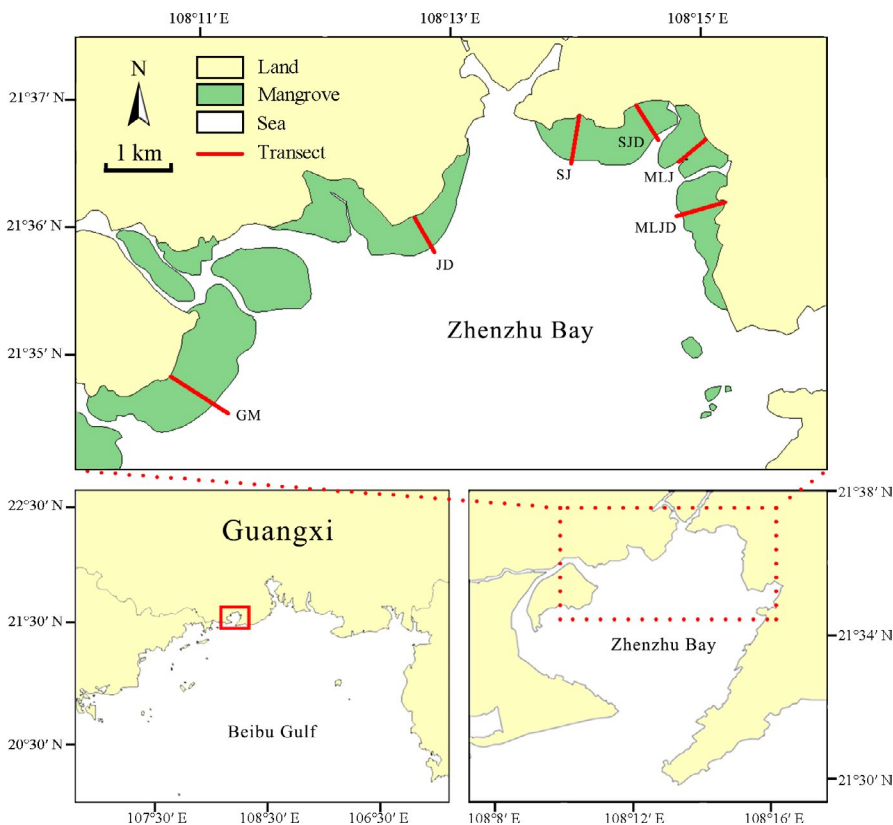 108°11′ E
108°13′ E
108°15′ E
21°37′ N
21°36′ N
21°35′ N
N
1 km
Land
Mangrove
Sea
Transect
SJ
SJD
MLJ
MLJD
JD
GM
Zhenzhu Bay
22°30′ N
21°30′ N
20°30′ N
Guangxi
Beibu Gulf
107°30′ E
108°30′ E
106°30′ E
Zhenzhu Bay
21°38′ N
21°34′ N
21°30′ N
108°8′ E
108°12′ E
108°16′ E